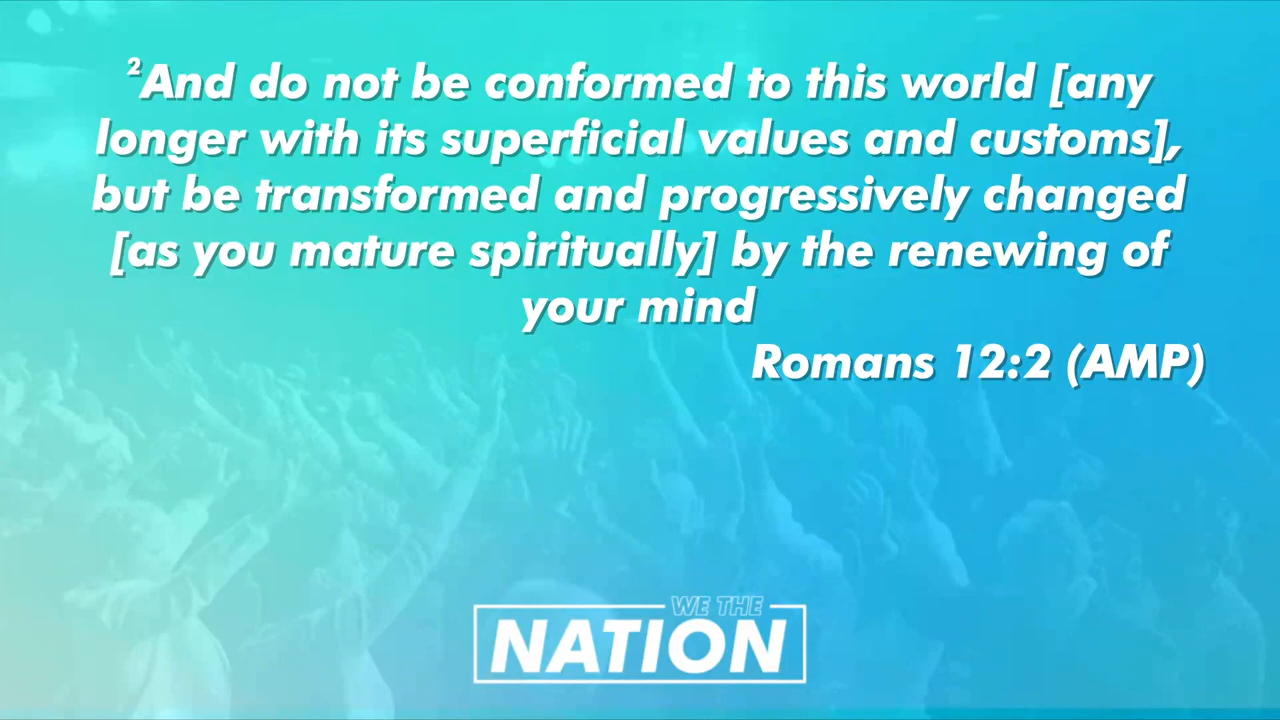 ²And do not be conformed to this world [any
longer with its superficial values and customs],
but be transformed and progressively changed
[as you mature spiritually] by the renewing of
your mind
Romans 12:2 (AMP)
WE THE
NATION